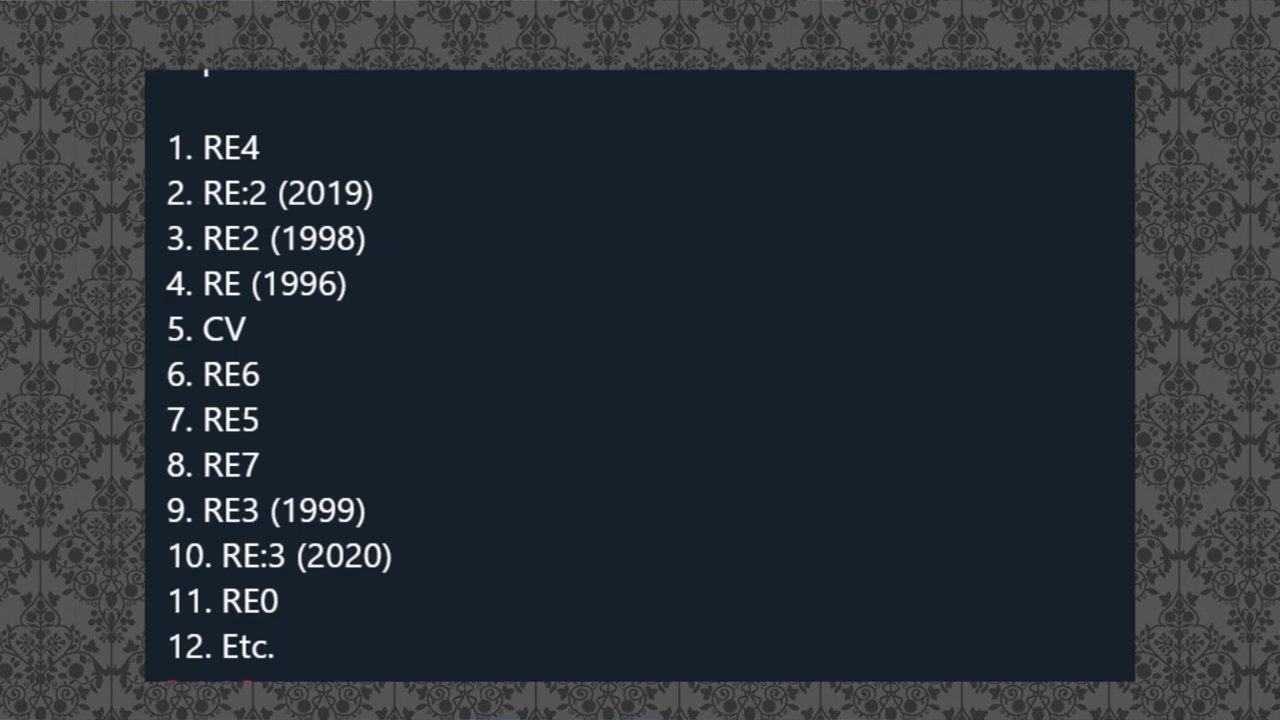 1. RE4
2. RE:2 (2019)
3. RE2 (1998)
4. RE (1996)
5. CV
6. RE6
7. RE5
8. RE7
9. RE3 (1999)
10. RE:3 (2020)
11. RE0
12. Etc.